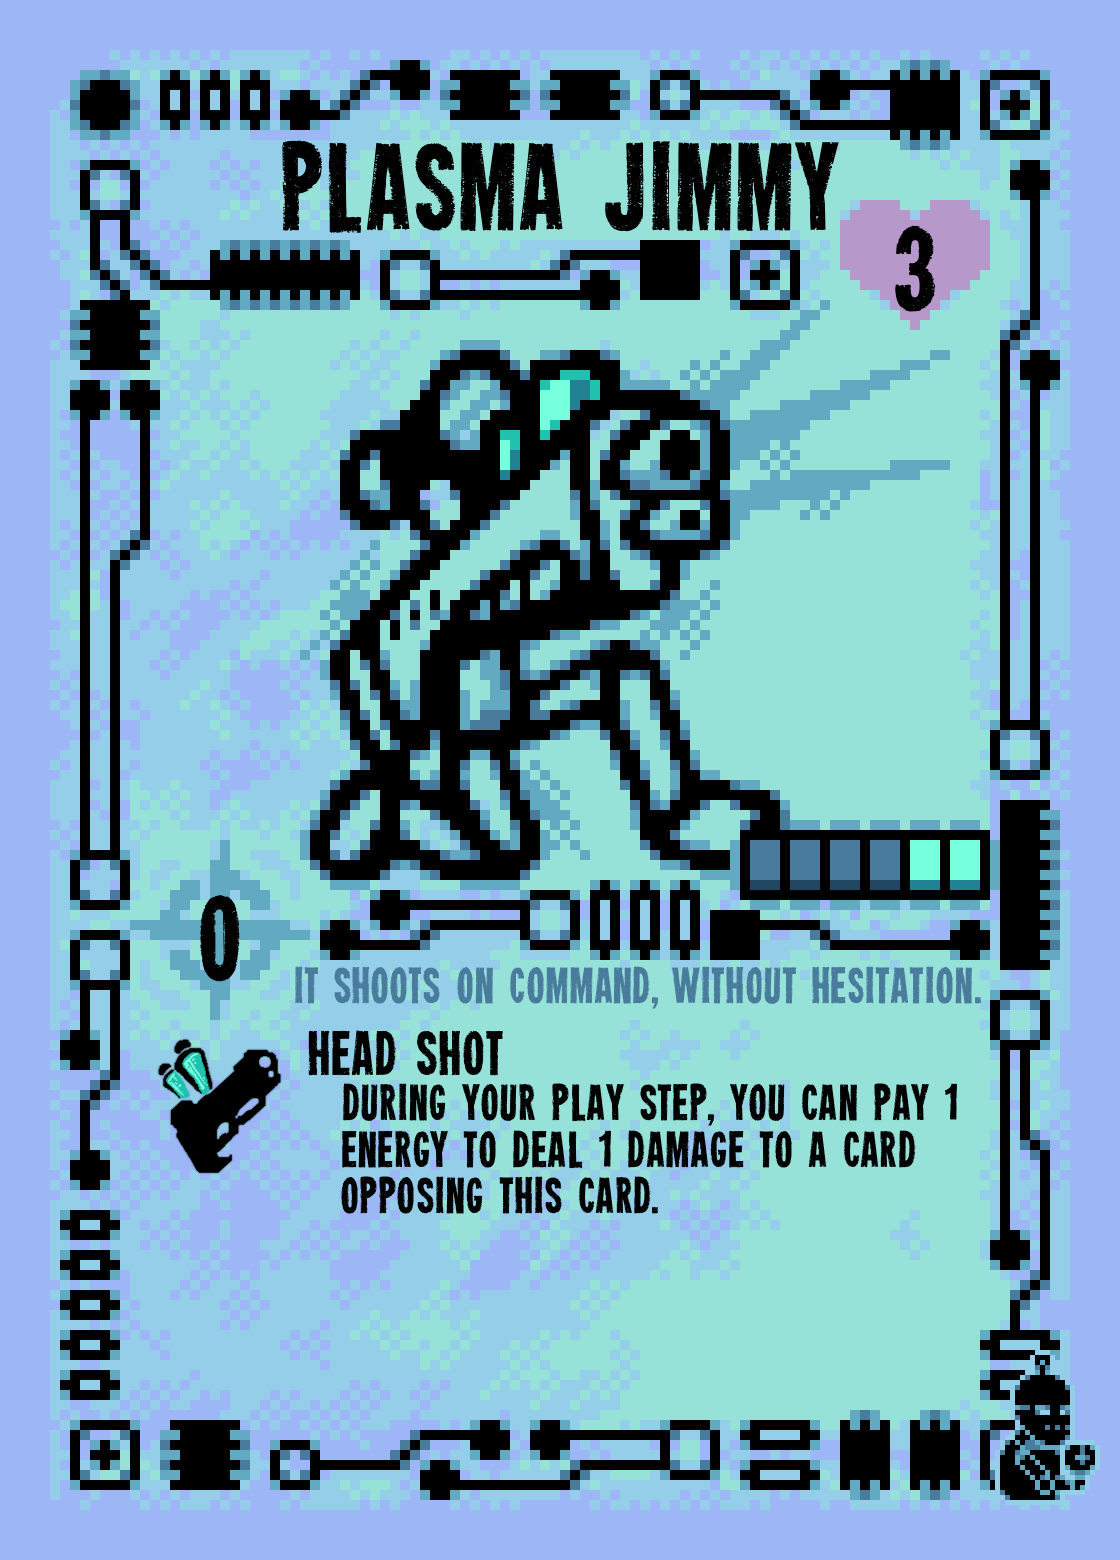 PLASMA JIMMY
3
0
IT SHOOTS ON COMMAND, WITHOUT HESITATION.
HEAD SHOT
DURING YOUR PLAY STEP, YOU CAN PAY 1
ENERGY TO DEAL 1 DAMAGE TO A CARD
OPPOSING THIS CARD.